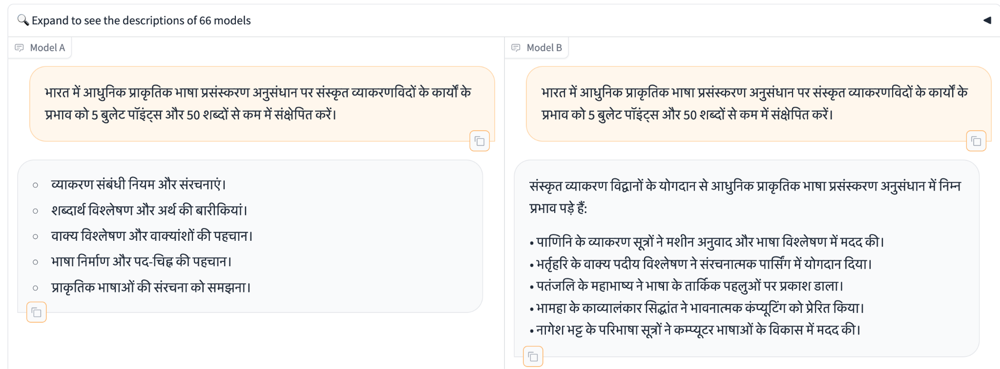 🔍 Expand to see the descriptions of 66 models
Model A
भारत में आधुनिक प्राकृतिक भाषा प्रसंस्करण अनुसंधान पर संस्कृत व्याकरणविदों के कार्यों के
प्रभाव को 5 बुलेट पॉइंट्स और 50 शब्दों से कम में संक्षेपित करें।
व्याकरण संबंधी नियम और संरचनाएं।
शब्दार्थ विश्लेषण और अर्थ की बारीकियां।
वाक्य विश्लेषण और वाक्यांशों की पहचान।
भाषा निर्माण और पद-चिह्न की पहचान।
प्राकृतिक भाषाओं की संरचना को समझना।
Model B
भारत में आधुनिक प्राकृतिक भाषा प्रसंस्करण अनुसंधान पर संस्कृत व्याकरणविदों के कार्यों के
प्रभाव को 5 बुलेट पॉइंट्स और 50 शब्दों से कम में संक्षेपित करें।
संस्कृत व्याकरण विद्वानों के योगदान से आधुनिक प्राकृतिक भाषा प्रसंस्करण अनुसंधान में निम्न
प्रभाव पड़े हैं:
• पाणिनि के व्याकरण सूत्रों ने मशीन अनुवाद और भाषा विश्लेषण में मदद की।
• भर्तृहरि के वाक्य पदीय विश्लेषण ने संरचनात्मक पार्सिंग में योगदान दिया।
• पतंजलि के महाभाष्य ने भाषा के तार्किक पहलुओं पर प्रकाश डाला।
• भामहा के काव्यालंकार सिद्धांत ने भावनात्मक कंप्यूटिंग को प्रेरित किया।
• नागेश भट्ट के परिभाषा सूत्रों ने कम्प्यूटर भाषाओं के विकास में मदद की।